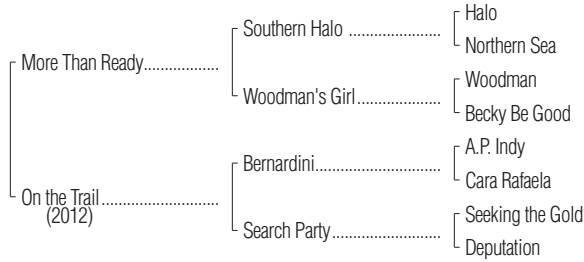 Halo
Southern Halo
Northern Sea
More Than Ready
Woodman
Woodman's Girl
Becky Be Good
A.P. Indy
Bernardini
Cara Rafaela
On the Trail
(2012)
Seeking the Gold
Search Party
Deputation